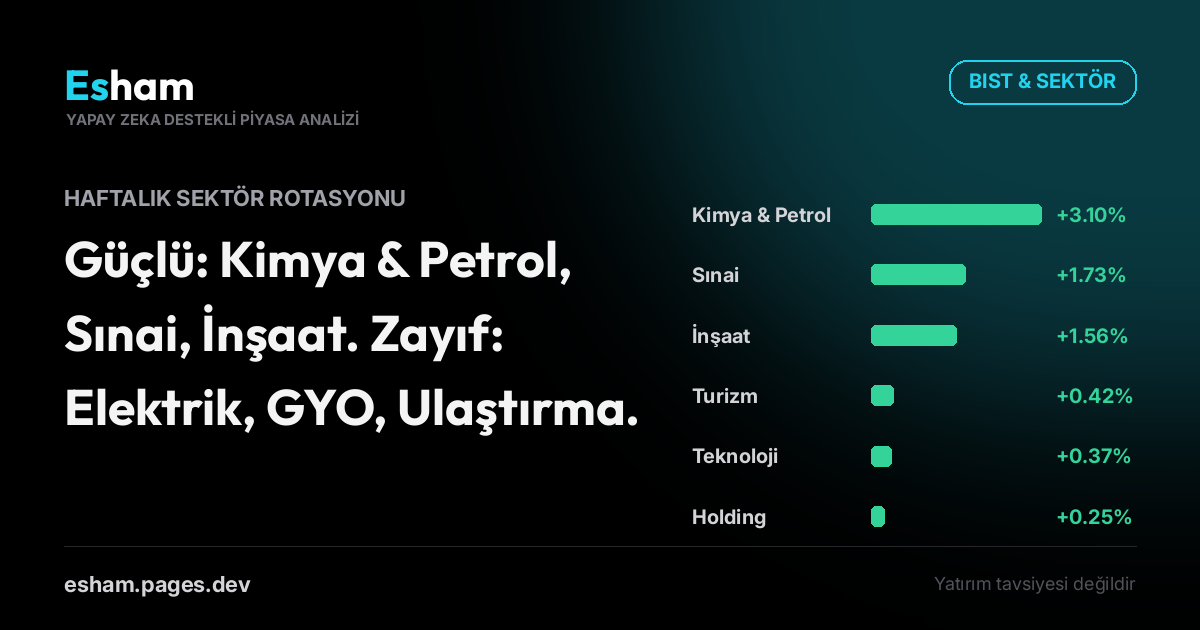 Esham
YAPAY ZEKA DESTEKLİ PİYASA ANALİZİ
BIST & SEKTÖR
HAFTALIK SEKTÖR ROTASYONU
Güçlü: Kimya & Petrol,
Sınai, İnşaat. Zayıf:
Elektrik, GYO, Ulaştırma.
Kimya & Petrol +3.10%
Sınai +1.73%
İnşaat +1.56%
Turizm +0.42%
Teknoloji +0.37%
Holding +0.25%
esham.pages.dev
Yatırım tavsiyesi değildir